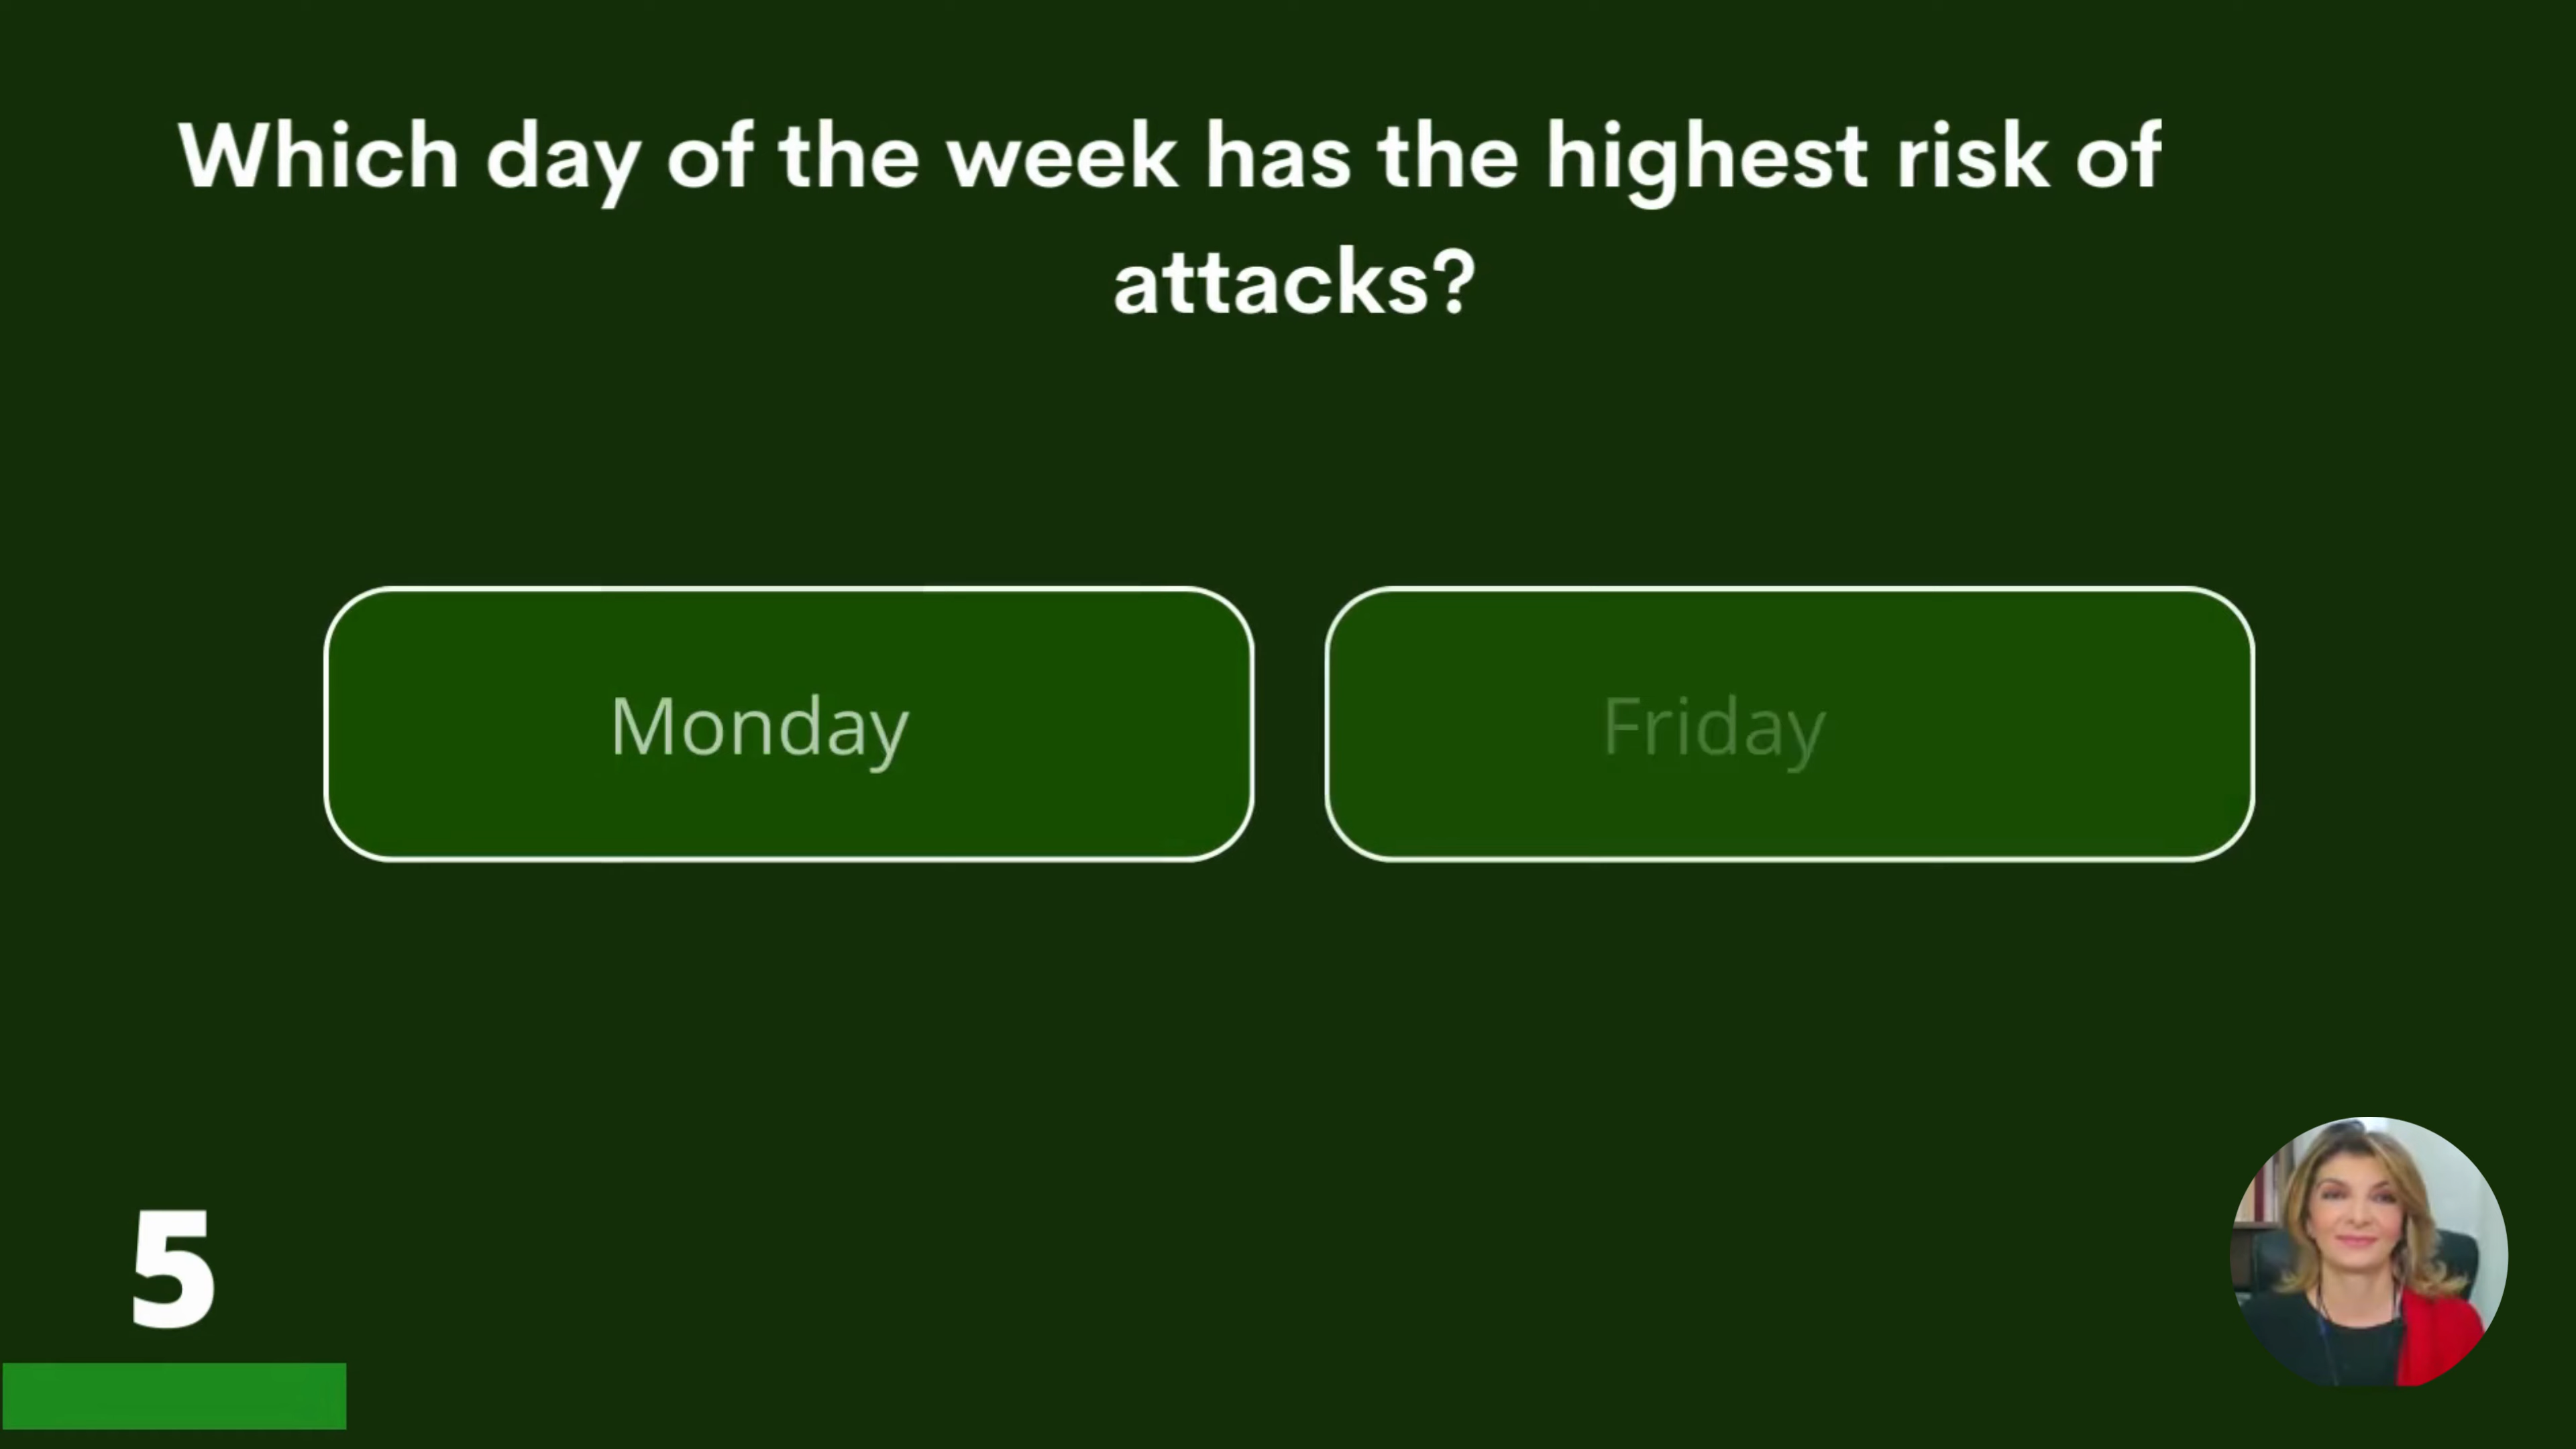 Which day of the week has the highest risk of
attacks?
Monday
Friday
5